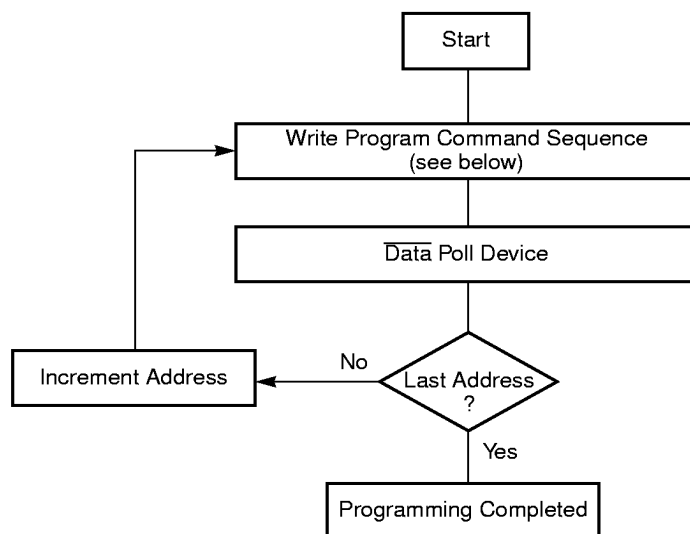 Start
Write Program Command Sequence
(see below)
Data Poll Device
No
Increment Address
Last Address
?
Yes
Programming Completed